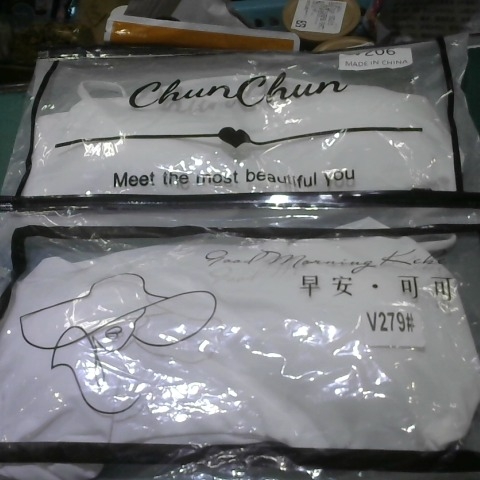 ChunChun
206
MADE IN CHINA
Meet the most beautiful you
Good Morning
早安·可可
V279#